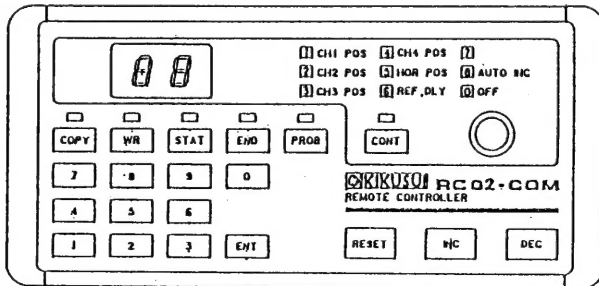 88
[1] CH1 POS [4] CH4 POS [7]
[2] CH2 POS [5] HOR POS [8] AUTO INC
[3] CH3 POS [6] REF,DLY [0] OFF
COPY WR STAT END PROB CONT
7 8 9 0
KIKUSUI RC02-COM
REMOTE CONTROLLER
4 5 6
1 2 3 ENT RESET INC DEC